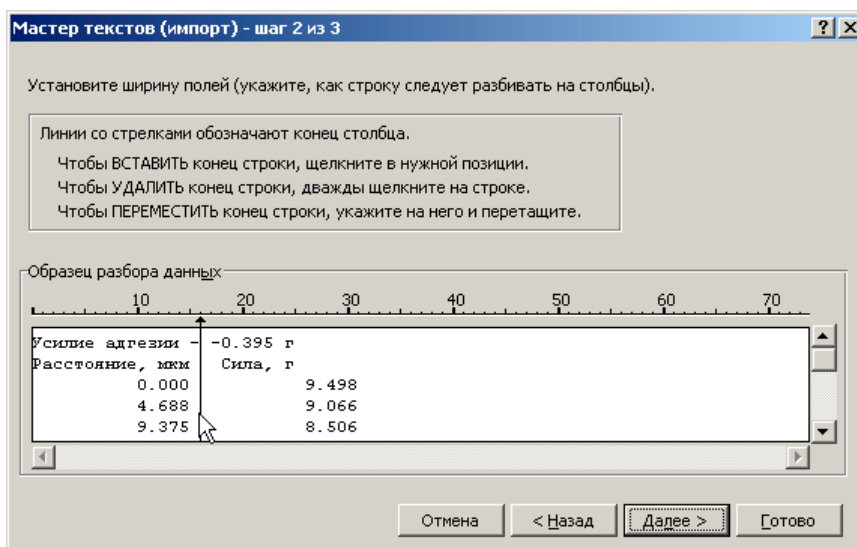 Мастер текстов (импорт) - шаг 2 из 3
Установите ширину полей (укажите, как строку следует разбивать на столбцы).
Линии со стрелками обозначают конец столбца.
Чтобы ВСТАВИТЬ конец строки, щелкните в нужной позиции.
Чтобы УДАЛИТЬ конец строки, дважды щелкните на строке.
Чтобы ПЕРЕМЕСТИТЬ конец строки, укажите на него и перетащите.
Образец разбора данных
10 20 30 40 50 60 70
Усилие адгезии - -0.395 г
Расстояние, мкм Сила, г
0.000 9.498
4.688 9.066
9.375 8.506
Отмена < Назад Далее > Готово